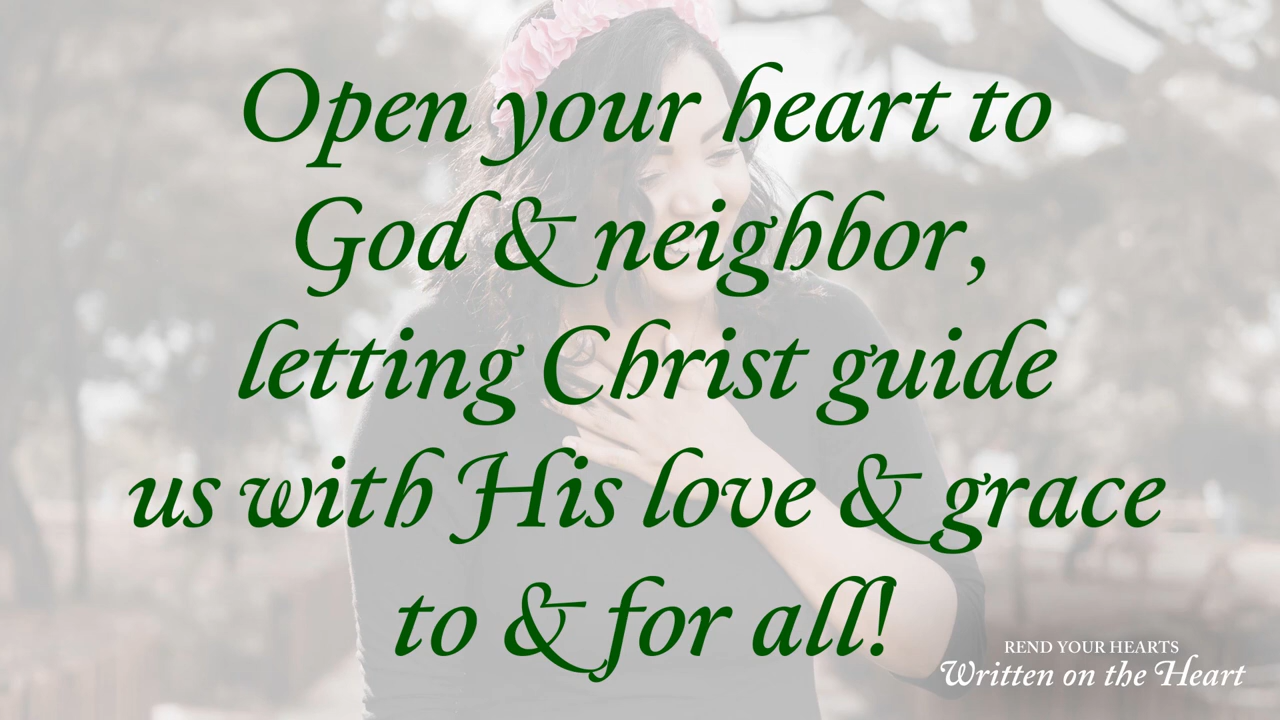 Open your heart to
God & neighbor,
letting Christ guide
us with His love & grace
to & for all!
REND YOUR HEARTS
Written on the Heart